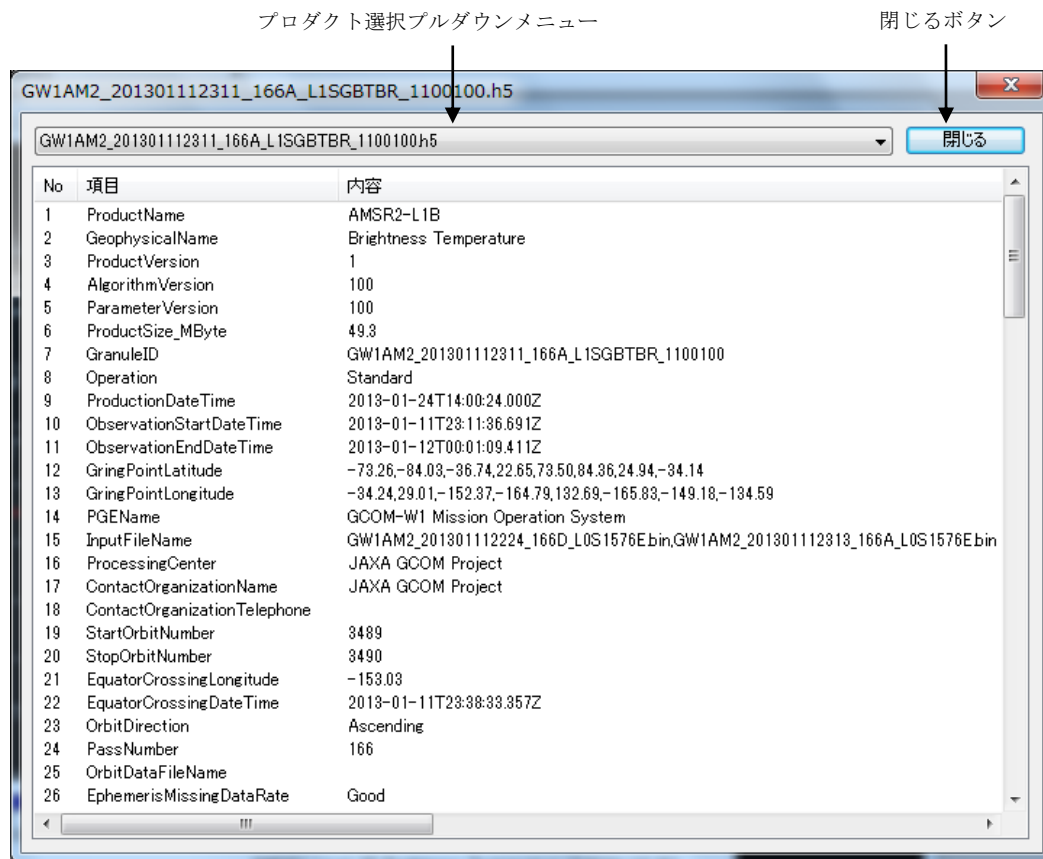 プロダクト選択プルダウンメニュー
閉じるボタン
GW1AM2_201301112311_166A_L1SGBTBR_1100100.h5
GW1AM2_201301112311_166A_L1SGBTBR_1100100.h5
閉じる
No 項目 内容
1 ProductName AMSR2-L1B
2 GeophysicalName Brightness Temperature
3 ProductVersion 1
4 AlgorithmVersion 100
5 ParameterVersion 100
6 ProductSize_MByte 49.3
7 GranuleID GW1AM2_201301112311_166A_L1SGBTBR_1100100
8 Operation Standard
9 ProductionDateTime 2013-01-24T14:00:24.000Z
10 ObservationStartDateTime 2013-01-11T23:11:36.691Z
11 ObservationEndDateTime 2013-01-12T00:01:09.411Z
12 GringPointLatitude -73.26,-84.03,-36.74,22.65,73.50,84.36,24.94,-34.14
13 GringPointLongitude -34.24,29.01,-152.37,-164.79,132.69,-165.83,-149.18,-134.59
14 PGEName GCOM-W1 Mission Operation System
15 InputFileName GW1AM2_201301112224_166D_L0S1576E.bin,GW1AM2_201301112313_166A_L0S1576E.bin
16 ProcessingCenter JAXA GCOM Project
17 ContactOrganizationName JAXA GCOM Project
18 ContactOrganizationTelephone
19 StartOrbitNumber 3489
20 StopOrbitNumber 3490
21 EquatorCrossingLongitude -153.03
22 EquatorCrossingDateTime 2013-01-11T23:38:33.357Z
23 OrbitDirection Ascending
24 PassNumber 166
25 OrbitDataFileName
26 EphemerisMissingDataRate Good